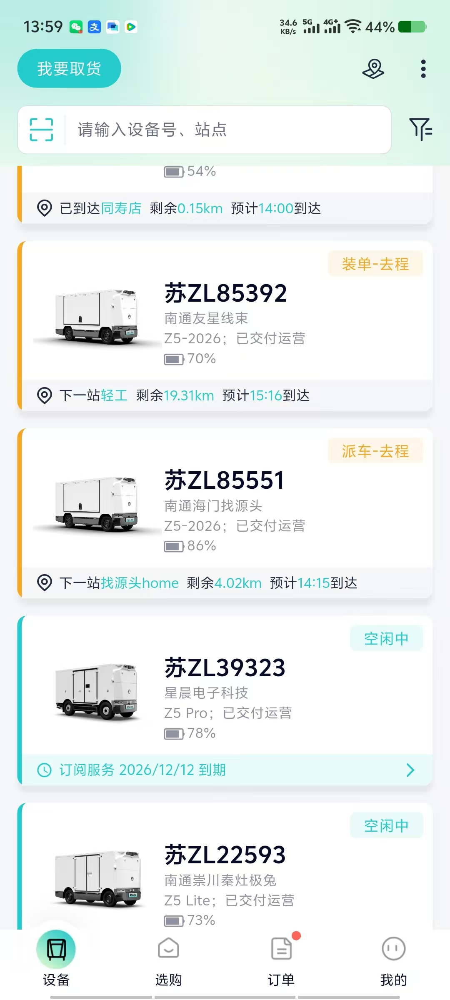 13:59
34.6 KB/s 5G 4G+ 44%
我要取货
请输入设备号、站点
54%
已到达同寿店 剩余0.15km 预计14:00到达
装单-去程
苏ZL85392
南通友星线束
Z5-2026；已交付运营
70%
下一站轻工 剩余19.31km 预计15:16到达
派车-去程
苏ZL85551
南通海门找源头
Z5-2026；已交付运营
86%
下一站找源头home 剩余4.02km 预计14:15到达
空闲中
苏ZL39323
星晨电子科技
Z5 Pro；已交付运营
78%
订阅服务 2026/12/12 到期
空闲中
苏ZL22593
南通崇川秦灶极兔
Z5 Lite；已交付运营
73%
设备 选购 订单 我的